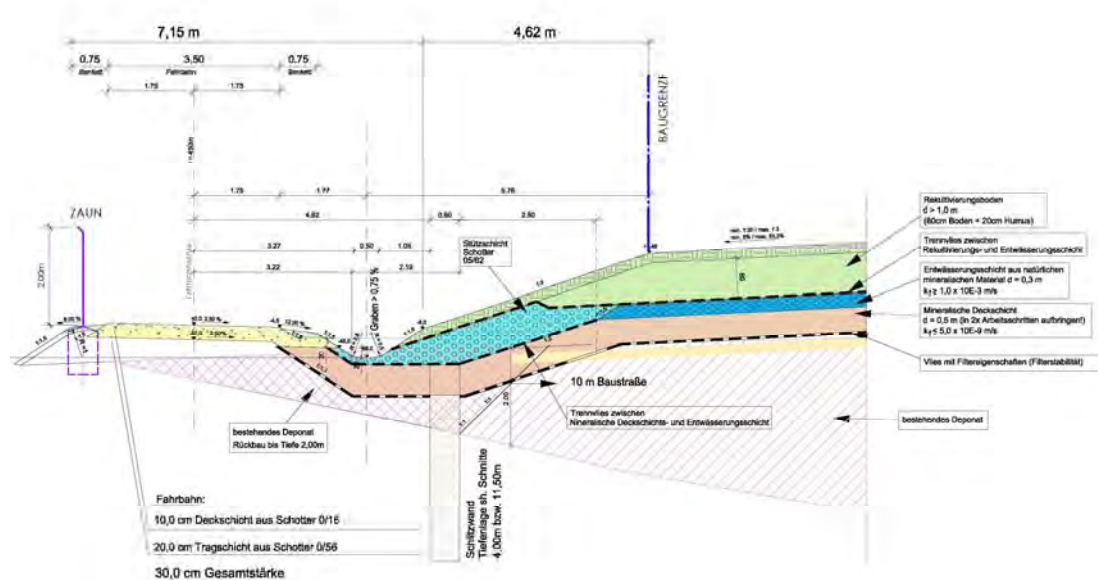 7,15 m
4,62 m
0.75
3,50
0.75
Bankett
Fahrbahn
Bankett
1.75
1.75
BAUGRENZE
1.75
1.77
5.76
4.62
0.60
2.50
ZAUN
2.00m
3.27
0.50
1.05
3.22
2.19
Stützschicht
Schotter
05/62
Graben > 0,75 %
Rekultivierungsboden
d > 1,0 m
(80cm Boden + 20cm Humus)
Trennvlies zwischen
Rekultivierungs- und Entwässerungsschicht
Entwässerungsschicht aus natürlichen
mineralischen Material d = 0,3 m
kf ≥ 1,0 x 10E-3 m/s
Mineralische Deckschicht
d = 0,5 m (in 2x Arbeitsschritten aufbringen!)
kf ≤ 5,0 x 10E-9 m/s
Vlies mit Filtereigenschaften (Filterstabilität)
10 m Baustraße
2.00
Trennvlies zwischen
Mineralische Deckschichts- und Entwässerungsschicht
bestehendes Deponat
bestehendes Deponat
Rückbau bis Tiefe 2,00m
Schlitzwand
Tiefenlage sh. Schnitte
4,00m bzw. 11,50m
Fahrbahn:
10,0 cm Deckschicht aus Schotter 0/16
20,0 cm Tragschicht aus Schotter 0/56
30,0 cm Gesamtstärke